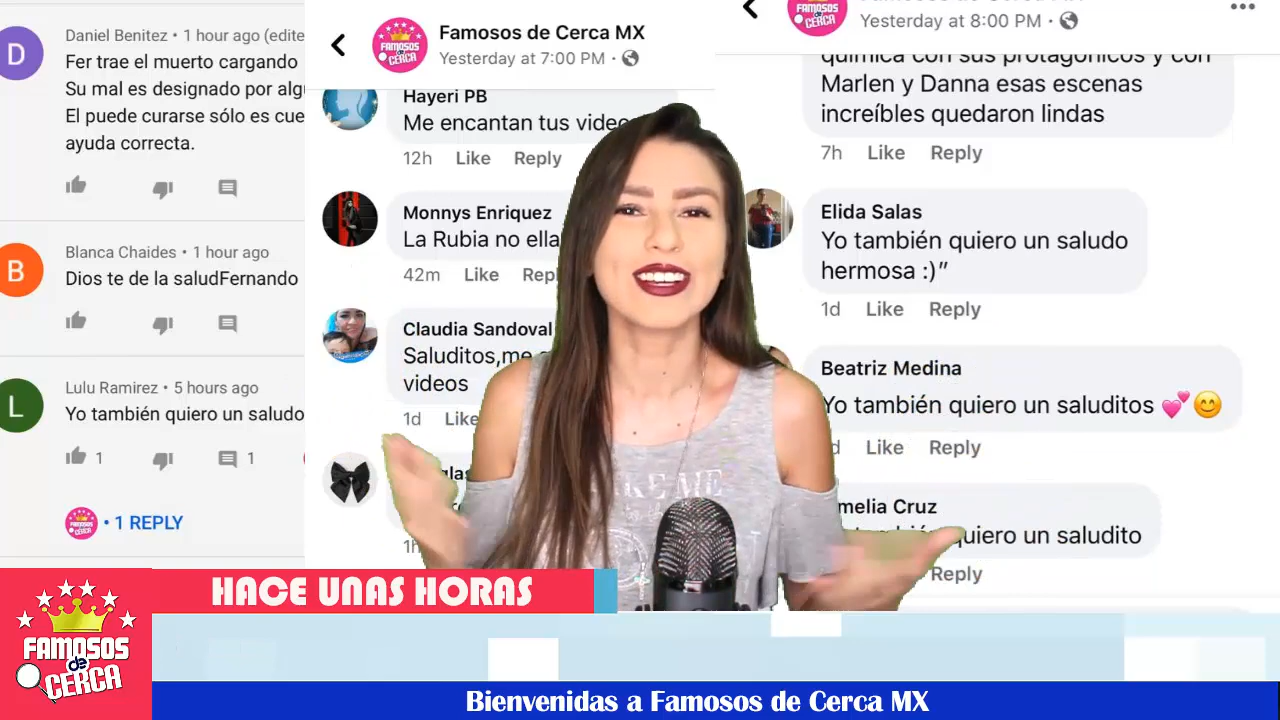 D
Daniel Benitez • 1 hour ago (edite
Fer trae el muerto cargando
Su mal es designado por
El puede curarse sólo es cue
ayuda correcta.
B
Blanca Chaides • 1 hour ago
Dios te de la saludFernando
L
Lulu Ramirez • 5 hours ago
Yo también quiero un saludo
1
1
• 1 REPLY
FAMOSOS
de
CERCA
Famosos de Cerca MX
Yesterday at 7:00 PM •
Hayeri PB
Me encantan tus video
12h Like Reply
Monnys Enriquez
La Rubia no ella
42m Like
Claudia Sandoval
Saluditos,me
videos
1d Like
Yesterday at 8:00 PM •
química con sus protagónicos y con
Marlen y Danna esas escenas
increíbles quedaron lindas
7h Like Reply
Elida Salas
Yo también quiero un saludo
hermosa :)”
1d Like Reply
Beatriz Medina
Yo también quiero un saluditos 💕😊
Like Reply
Cruz
quiero un saludito
Reply
HACE UNAS HORAS
FAMOSOS
de
CERCA
Bienvenidas a Famosos de Cerca MX